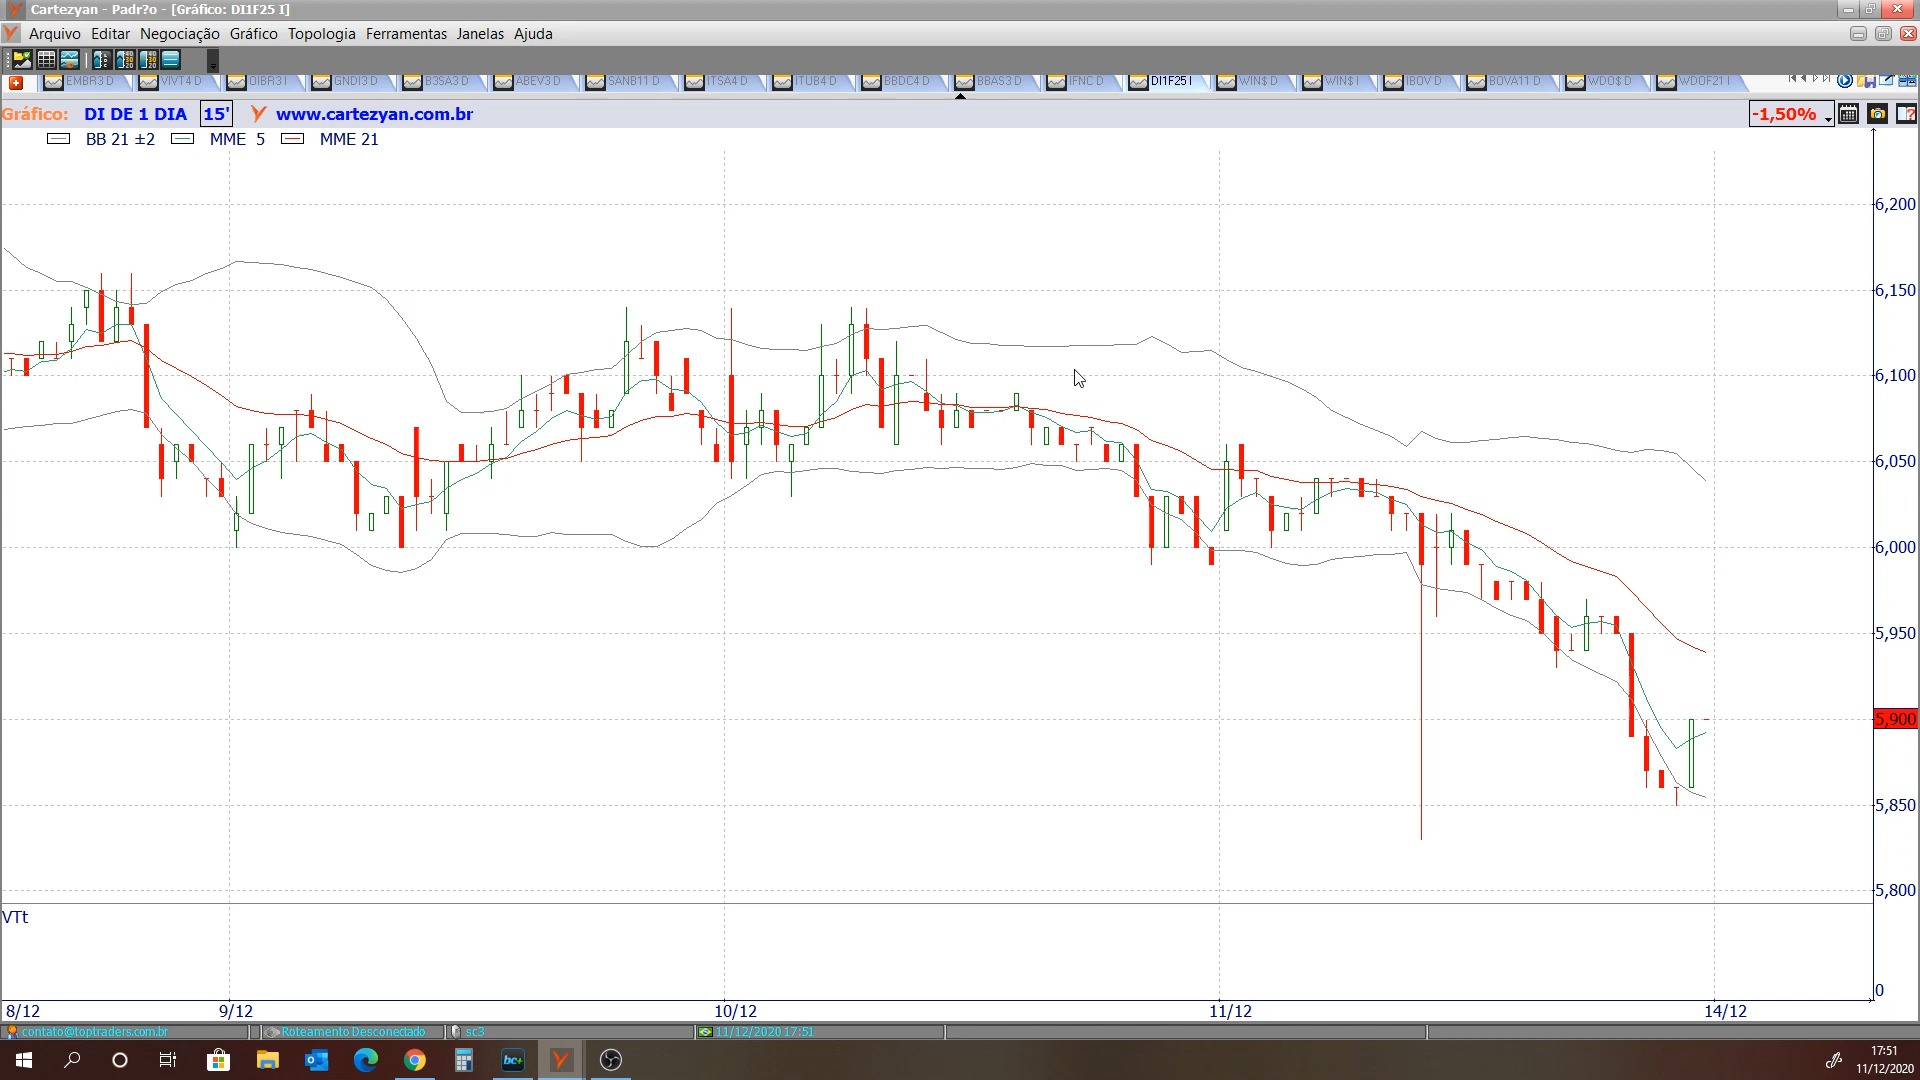 Cartezyan - Padr?o - [Gráfico: DI1F25 I]
Arquivo Editar Negociação Gráfico Topologia Ferramentas Janelas Ajuda
EMBR3 D VIVT4 D OIBR3 I GNDI3 D B3SA3 D ABEV3 D SANB11 D ITSA4 D ITUB4 D BBDC4 D BBAS3 D IFNC D DI1F25 I WIN$ D WIN$ I IBOV D BOVA11 D WDO$ D WDOF21 I
Gráfico: DI DE 1 DIA 15' www.cartezyan.com.br -1,50%
BB 21 ±2 MME 5 MME 21
6,200
6,150
6,100
6,050
6,000
5,950
5,900
5,850
5,800
VTt
0
8/12 9/12 10/12 11/12 14/12
contato@toptraders.com.br Roteamento Desconectado sc3 11/12/2020 17:51
bc+
17:51
11/12/2020